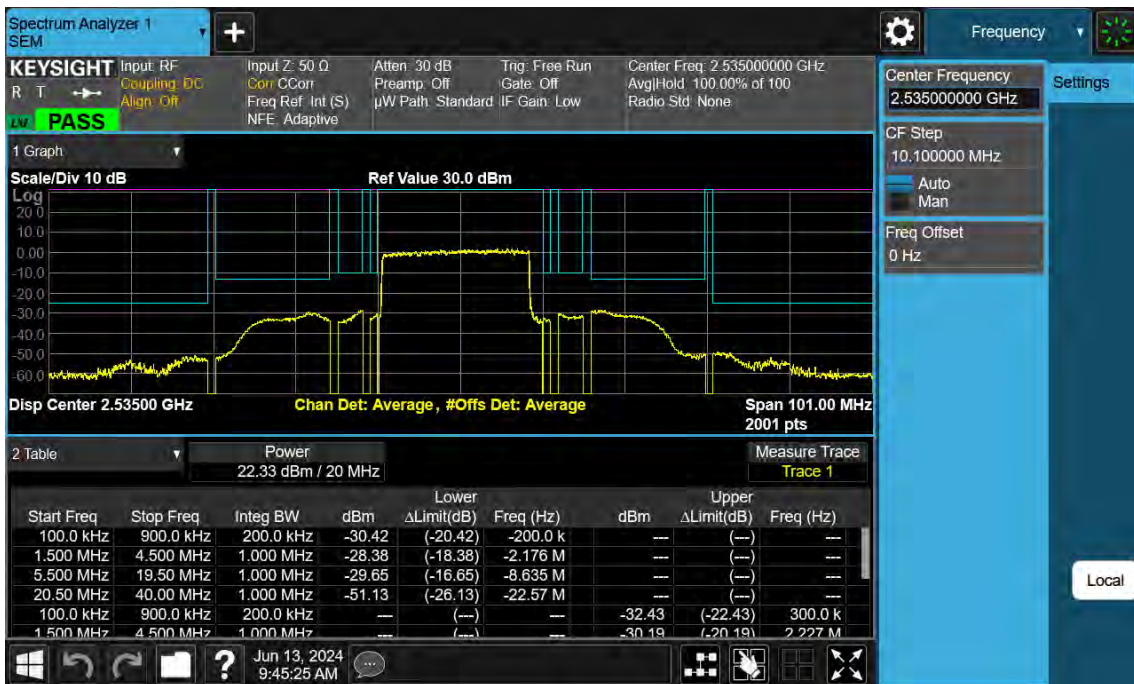 Spectrum Analyzer 1
SEM
+
Frequency
KEYSIGHT
R T
PASS
Input: RF
Coupling: DC
Align: Off
Input Z: 50 Ω
Corr CCorr
Freq Ref: Int (S)
NFE: Adaptive
Atten: 30 dB
Preamp: Off
µW Path: Standard
Trig: Free Run
Gate: Off
IF Gain: Low
Center Freq: 2.535000000 GHz
Avg|Hold: 100.00% of 100
Radio Std: None
Center Frequency
2.535000000 GHz
Settings
CF Step
10.100000 MHz
Auto
Man
Freq Offset
0 Hz
Local
1 Graph
Scale/Div 10 dB Ref Value 30.0 dBm
Log
20.0
10.0
0.00
-10.0
-20.0
-30.0
-40.0
-50.0
-60.0
Disp Center 2.53500 GHz Chan Det: Average, #Offs Det: Average Span 101.00 MHz
2001 pts
2 Table Power Measure Trace
22.33 dBm / 20 MHz Trace 1
Lower Upper
Start Freq Stop Freq Integ BW dBm ΔLimit(dB) Freq (Hz) dBm ΔLimit(dB) Freq (Hz)
100.0 kHz 900.0 kHz 200.0 kHz -30.42 (-20.42) -200.0 k --- (---) ---
1.500 MHz 4.500 MHz 1.000 MHz -28.38 (-18.38) -2.176 M --- (---) ---
5.500 MHz 19.50 MHz 1.000 MHz -29.65 (-16.65) -8.635 M --- (---) ---
20.50 MHz 40.00 MHz 1.000 MHz -51.13 (-26.13) -22.57 M --- (---) ---
100.0 kHz 900.0 kHz 200.0 kHz --- (---) --- -32.43 (-22.43) 300.0 k
1.500 MHz 4.500 MHz 1.000 MHz --- (---) --- -30.19 (-20.19) 2.227 M
? Jun 13, 2024
9:45:25 AM